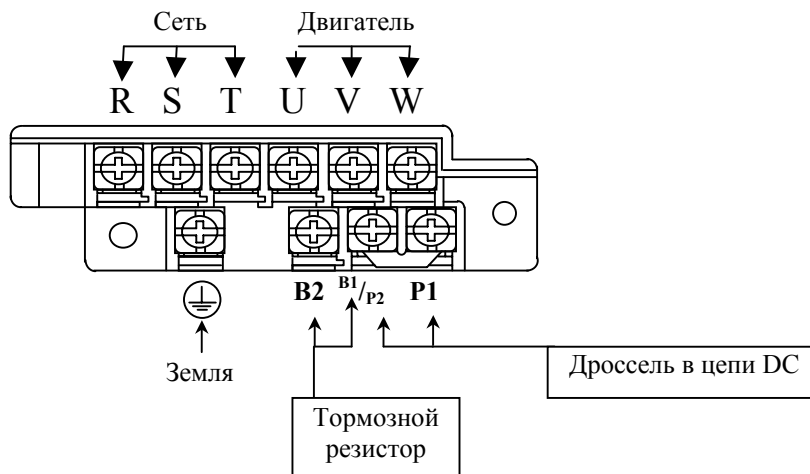 Сеть Двигатель
R S T U V W
B2 B1/P2 P1
Земля
Дроссель в цепи DC
Тормозной
резистор